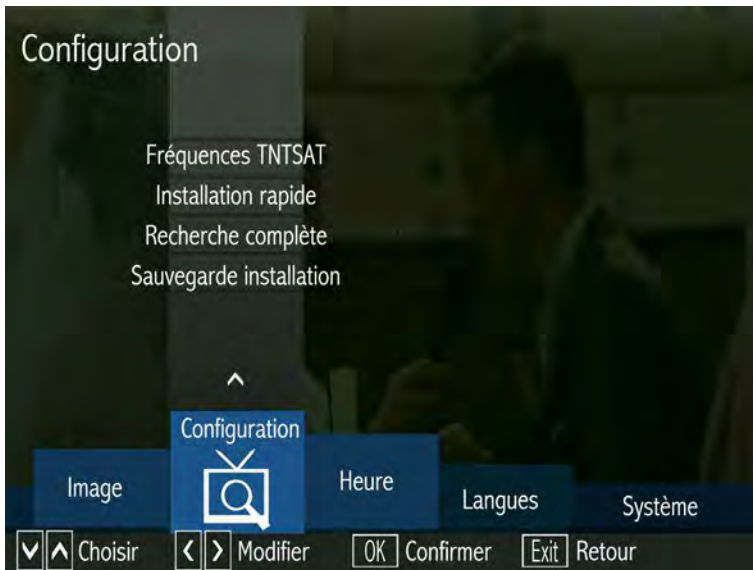 Configuration
Fréquences TNTSAT
Installation rapide
Recherche complète
Sauvegarde installation
Configuration
Image
Heure
Langues
Système
Choisir
Modifier
OK Confirmer
Exit Retour